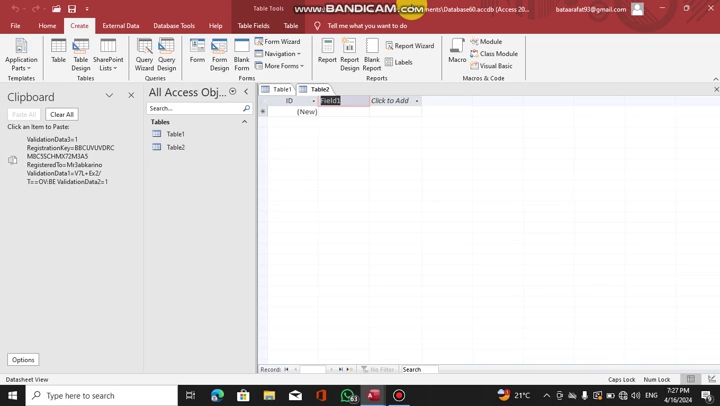 Table Tools
www.BANDICAM.com
ments\Database60.accdb (Access 20...
bataarafat93@gmail.com
File Home Create External Data Database Tools Help Table Fields Table Tell me what you want to do
Application Parts
Table
Table Design
SharePoint Lists
Query Wizard
Query Design
Form
Form Design
Blank Form
Form Wizard
Navigation
More Forms
Report
Report Design
Blank Report
Report Wizard
Labels
Macro
Module
Class Module
Visual Basic
Templates Tables Queries Forms Reports Macros & Code
Clipboard
Paste All Clear All
Click an Item to Paste:
ValidationData3=1
RegistrationKey=BBCUVUVDRC
M8C5SCHMX72M3A5
RegisteredTo=Mr3abkarino
ValidationData1=V7L+Ex2/
T==OV:BE ValidationData2=1
Options
All Access Obj...
Search...
Tables
Table1
Table2
Table1 Table2
ID Field1 Click to Add
(New)
Record: No Filter Search
Datasheet View
Caps Lock Num Lock
Type here to search
63
21°C
ENG
7:27 PM
4/16/2024